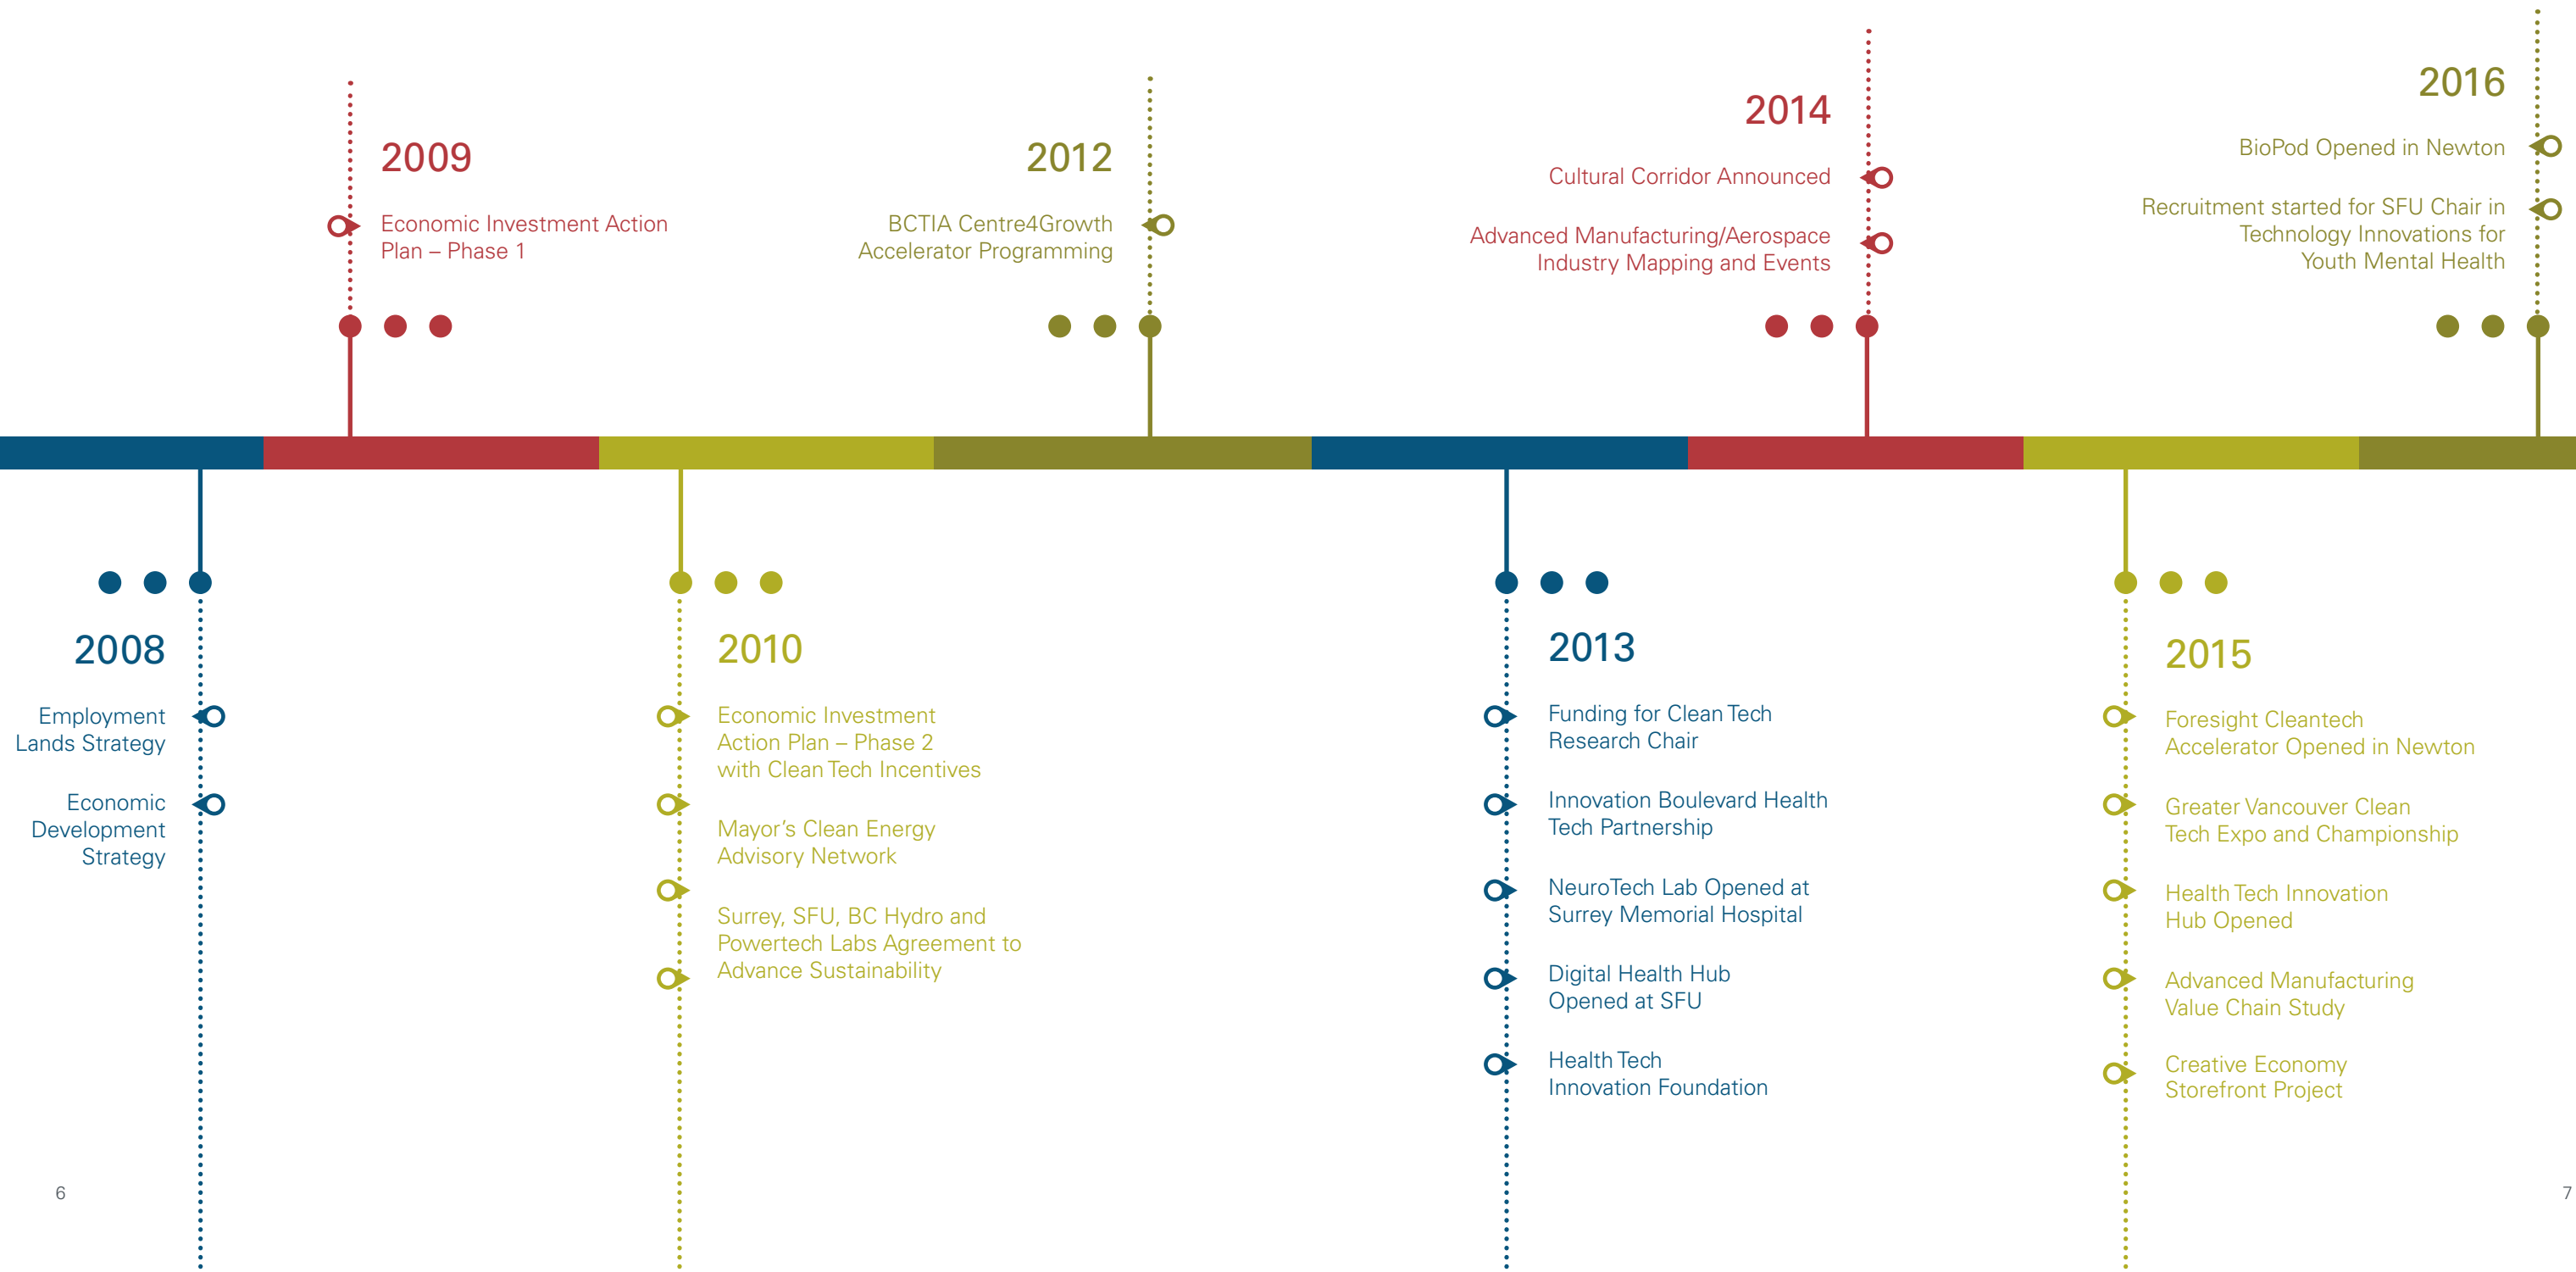 2009
Economic Investment Action
Plan – Phase 1
2012
BCTIA Centre4Growth
Accelerator Programming
2014
Cultural Corridor Announced
Advanced Manufacturing/Aerospace
Industry Mapping and Events
2016
BioPod Opened in Newton
Recruitment started for SFU Chair in
Technology Innovations for
Youth Mental Health
2008
Employment
Lands Strategy
Economic
Development
Strategy
2010
Economic Investment
Action Plan – Phase 2
with Clean Tech Incentives
Mayor’s Clean Energy
Advisory Network
Surrey, SFU, BC Hydro and
Powertech Labs Agreement to
Advance Sustainability
2013
Funding for Clean Tech
Research Chair
Innovation Boulevard Health
Tech Partnership
NeuroTech Lab Opened at
Surrey Memorial Hospital
Digital Health Hub
Opened at SFU
Health Tech
Innovation Foundation
2015
Foresight Cleantech
Accelerator Opened in Newton
Greater Vancouver Clean
Tech Expo and Championship
Health Tech Innovation
Hub Opened
Advanced Manufacturing
Value Chain Study
Creative Economy
Storefront Project
6
7